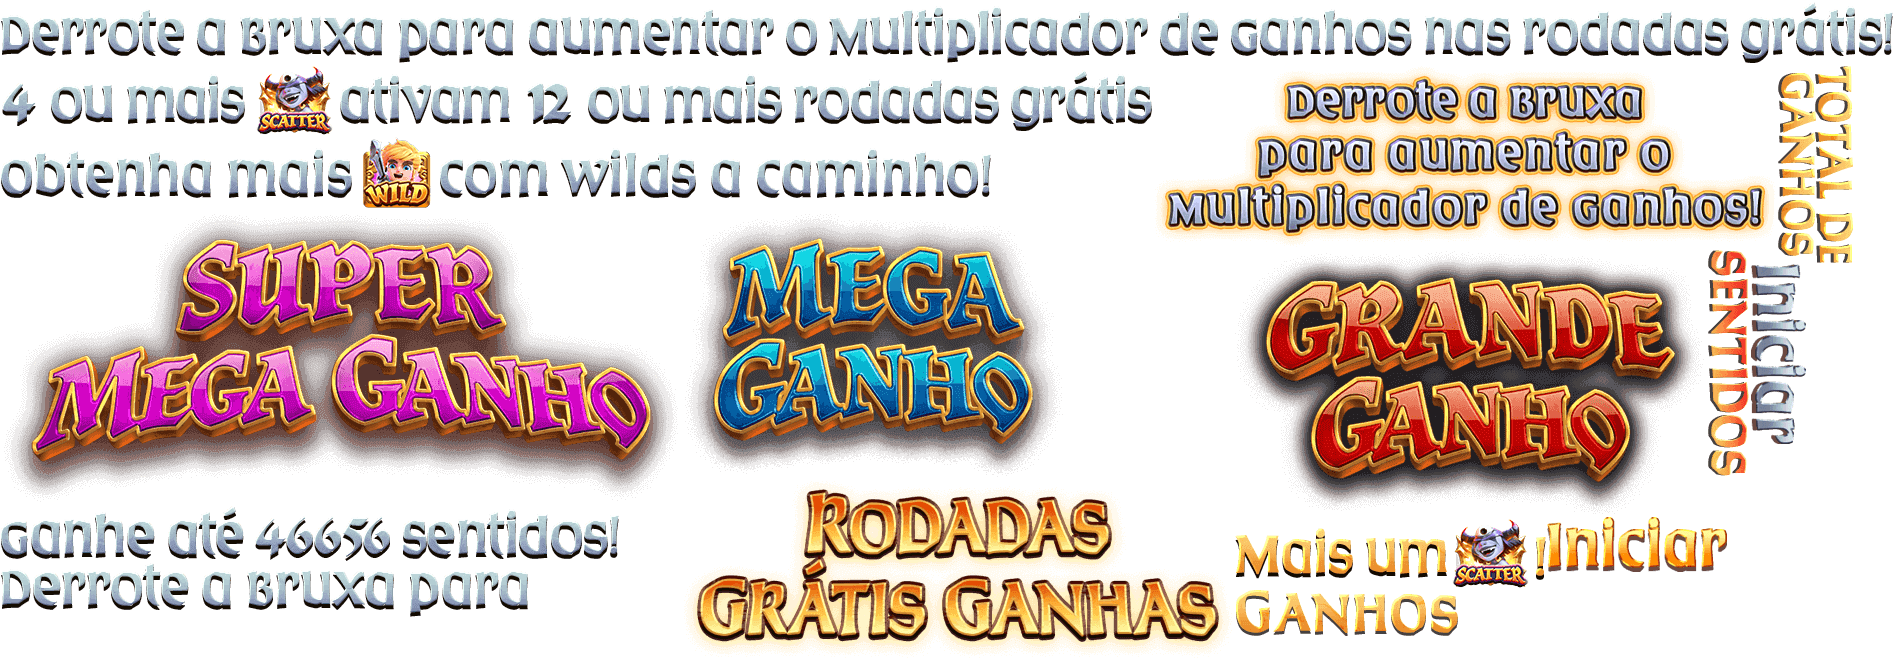 Derrote a Bruxa para aumentar o Multiplicador de Ganhos nas rodadas grátis!
4 ou mais SCATTER ativam 12 ou mais rodadas grátis
obtenha mais WILD com wilds a caminho!
Derrote a Bruxa
para aumentar o
Multiplicador de Ganhos!
TOTAL DE
GANHOS
SUPER
MEGA GANHO
MEGA
GANHO
GRANDE
GANHO
Iniciar
SENTIDOS
Ganhe até 46656 sentidos!
Derrote a Bruxa para
RODADAS
GRÁTIS GANHAS
Mais um SCATTER !
Iniciar
GANHOS